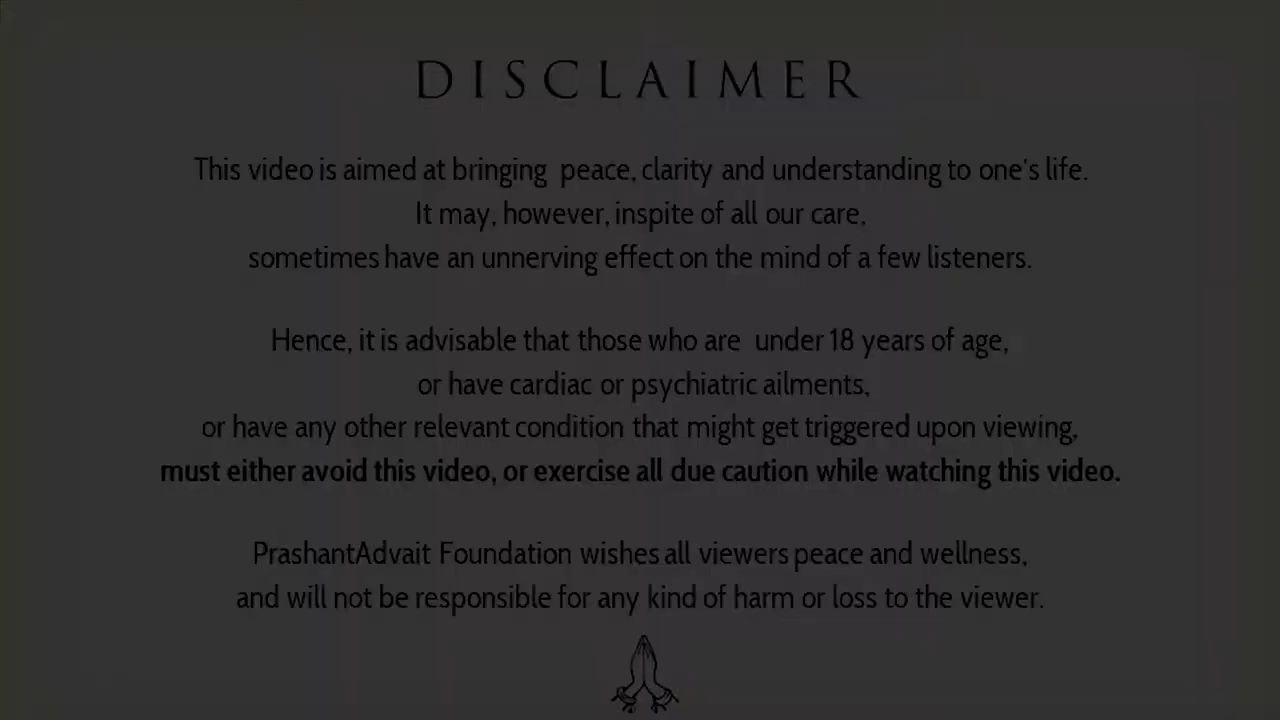 DISCLAIMER
This video is aimed at bringing peace, clarity and understanding to one's life.
It may, however, inspite of all our care,
sometimes have an unnerving effect on the mind of a few listeners.
Hence, it is advisable that those who are under 18 years of age,
or have cardiac or psychiatric ailments,
or have any other relevant condition that might get triggered upon viewing,
must either avoid this video, or exercise all due caution while watching this video.
PrashantAdvait Foundation wishes all viewers peace and wellness,
and will not be responsible for any kind of harm or loss to the viewer.